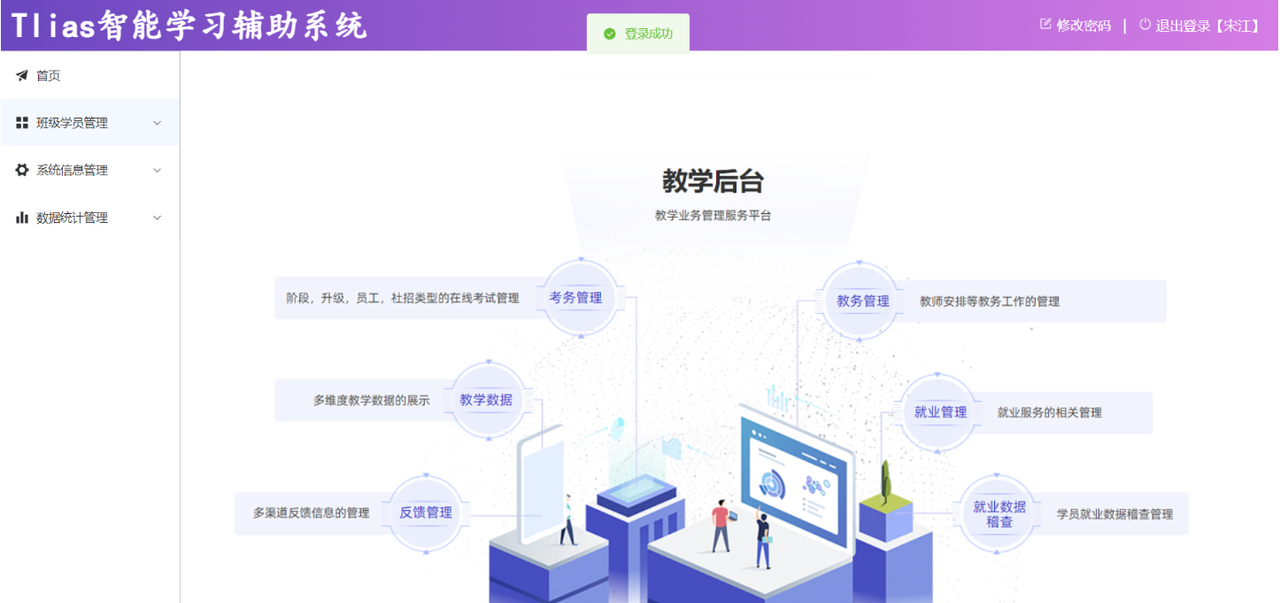 Tlias智能学习辅助系统
登录成功
修改密码 | 退出登录【宋江】
首页
班级学员管理
系统信息管理
数据统计管理
教学后台
教学业务管理服务平台
阶段，升级，员工，社招类型的在线考试管理
考务管理
教务管理
教师安排等教务工作的管理
多维度教学数据的展示
教学数据
就业管理
就业服务的相关管理
多渠道反馈信息的管理
反馈管理
就业数据
稽查
学员就业数据稽查管理